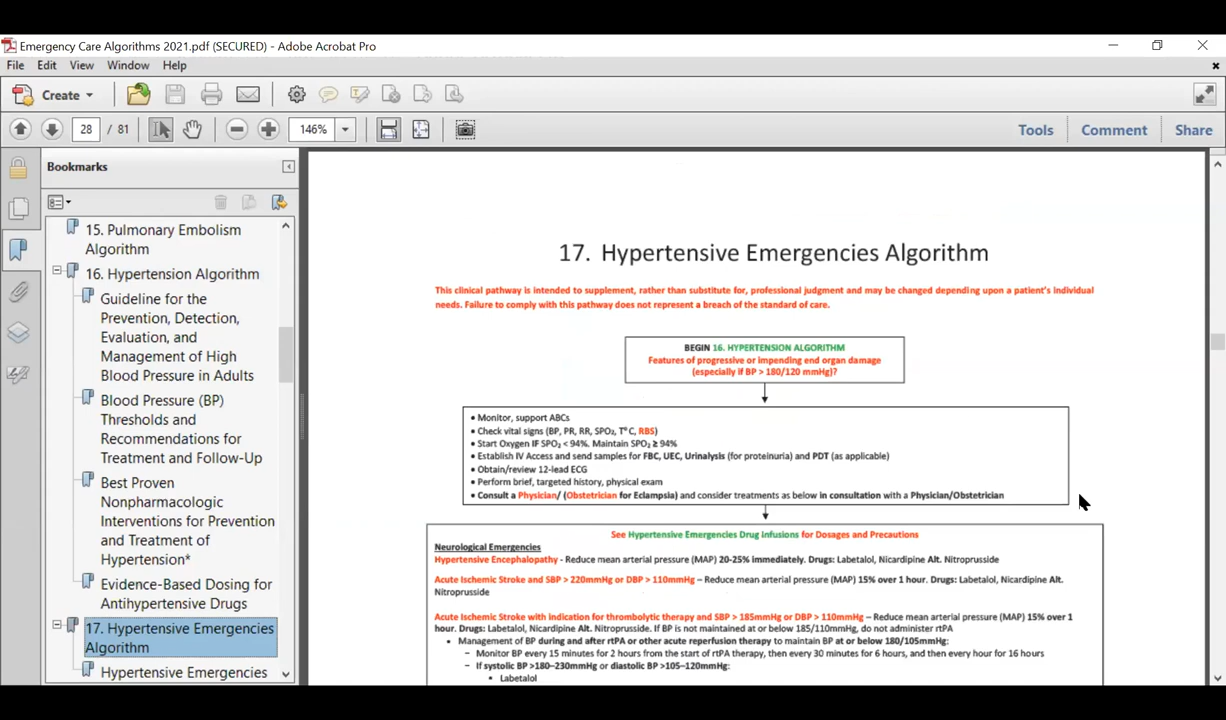 Emergency Care Algorithms 2021.pdf (SECURED) - Adobe Acrobat Pro
File Edit View Window Help
Create
28 / 81
146%
Tools Comment Share
Bookmarks
15. Pulmonary Embolism
Algorithm
16. Hypertension Algorithm
Guideline for the
Prevention, Detection,
Evaluation, and
Management of High
Blood Pressure in Adults
Blood Pressure (BP)
Thresholds and
Recommendations for
Treatment and Follow-Up
Best Proven
Nonpharmacologic
Interventions for Prevention
and Treatment of
Hypertension*
Evidence-Based Dosing for
Antihypertensive Drugs
17. Hypertensive Emergencies
Algorithm
Hypertensive Emergencies
17. Hypertensive Emergencies Algorithm
This clinical pathway is intended to supplement, rather than substitute for, professional judgment and may be changed depending upon a patient's individual
needs. Failure to comply with this pathway does not represent a breach of the standard of care.
BEGIN 16. HYPERTENSION ALGORITHM
Features of progressive or impending end organ damage
(especially if BP > 180/120 mmHg)?
• Monitor, support ABCs
• Check vital signs (BP, PR, RR, SPO₂, T°C, RBS)
• Start Oxygen IF SPO₂ < 94%. Maintain SPO₂ ≥ 94%
• Establish IV Access and send samples for FBC, UEC, Urinalysis (for proteinuria) and PDT (as applicable)
• Obtain/review 12-lead ECG
• Perform brief, targeted history, physical exam
• Consult a Physician/ (Obstetrician for Eclampsia) and consider treatments as below in consultation with a Physician/Obstetrician
See Hypertensive Emergencies Drug Infusions for Dosages and Precautions
Neurological Emergencies
Hypertensive Encephalopathy - Reduce mean arterial pressure (MAP) 20-25% immediately. Drugs: Labetalol, Nicardipine Alt. Nitroprusside
Acute Ischemic Stroke and SBP > 220mmHg or DBP > 110mmHg – Reduce mean arterial pressure (MAP) 15% over 1 hour. Drugs: Labetalol, Nicardipine Alt.
Nitroprusside
Acute Ischemic Stroke with indication for thrombolytic therapy and SBP > 185mmHg or DBP > 110mmHg – Reduce mean arterial pressure (MAP) 15% over 1
hour. Drugs: Labetalol, Nicardipine Alt. Nitroprusside. If BP is not maintained at or below 185/110mmHg, do not administer rtPA
• Management of BP during and after rtPA or other acute reperfusion therapy to maintain BP at or below 180/105mmHg:
– Monitor BP every 15 minutes for 2 hours from the start of rtPA therapy, then every 30 minutes for 6 hours, and then every hour for 16 hours
– If systolic BP >180–230mmHg or diastolic BP >105–120mmHg:
• Labetalol